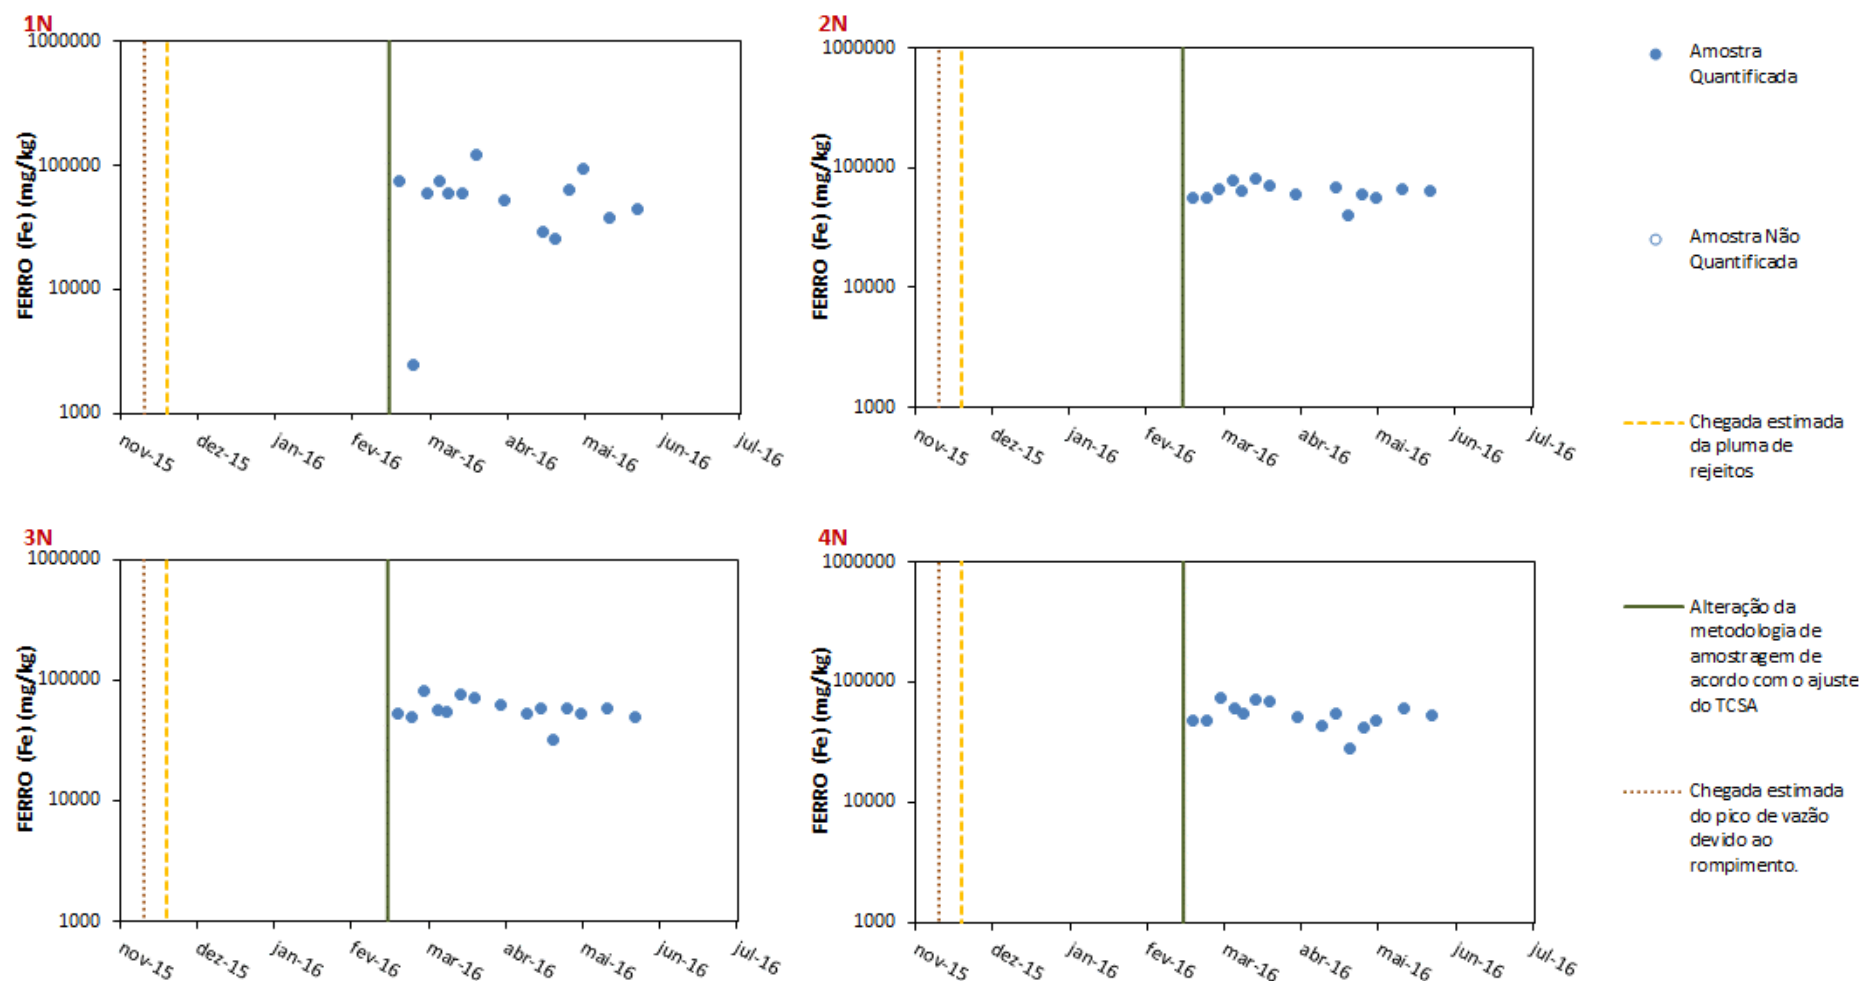 1N
1000000
100000
10000
1000
FERRO (Fe) (mg/kg)
nov-15
dez-15
jan-16
fev-16
mar-16
abr-16
mai-16
jun-16
jul-16
2N
1000000
100000
10000
1000
FERRO (Fe) (mg/kg)
nov-15
dez-15
jan-16
fev-16
mar-16
abr-16
mai-16
jun-16
jul-16
3N
1000000
100000
10000
1000
FERRO (Fe) (mg/kg)
nov-15
dez-15
jan-16
fev-16
mar-16
abr-16
mai-16
jun-16
jul-16
4N
1000000
100000
10000
1000
FERRO (Fe) (mg/kg)
nov-15
dez-15
jan-16
fev-16
mar-16
abr-16
mai-16
jun-16
jul-16
Amostra
Quantificada
Amostra Não
Quantificada
Chegada estimada
da pluma de
rejeitos
Alteração da
metodologia de
amostragem de
acordo com o ajuste
do TCSA
Chegada estimada
do pico de vazão
devido ao
rompimento.